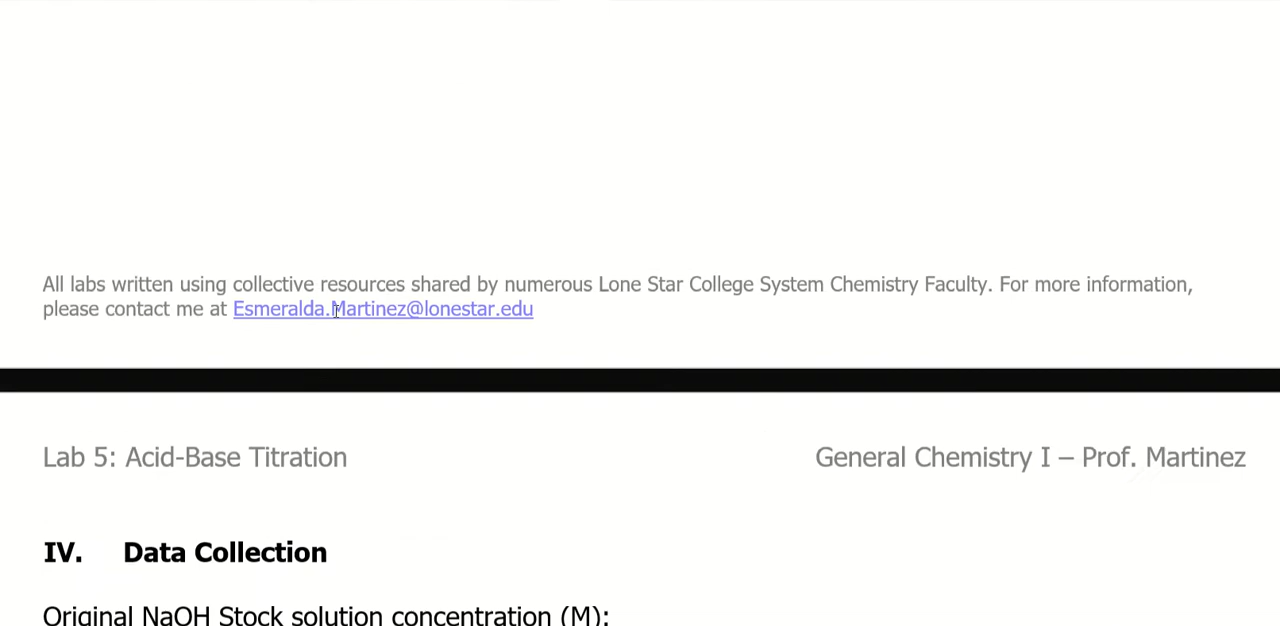 All labs written using collective resources shared by numerous Lone Star College System Chemistry Faculty. For more information,
please contact me at Esmeralda.Martinez@lonestar.edu
Lab 5: Acid-Base Titration General Chemistry I – Prof. Martinez
IV. Data Collection
Original NaOH Stock solution concentration (M):